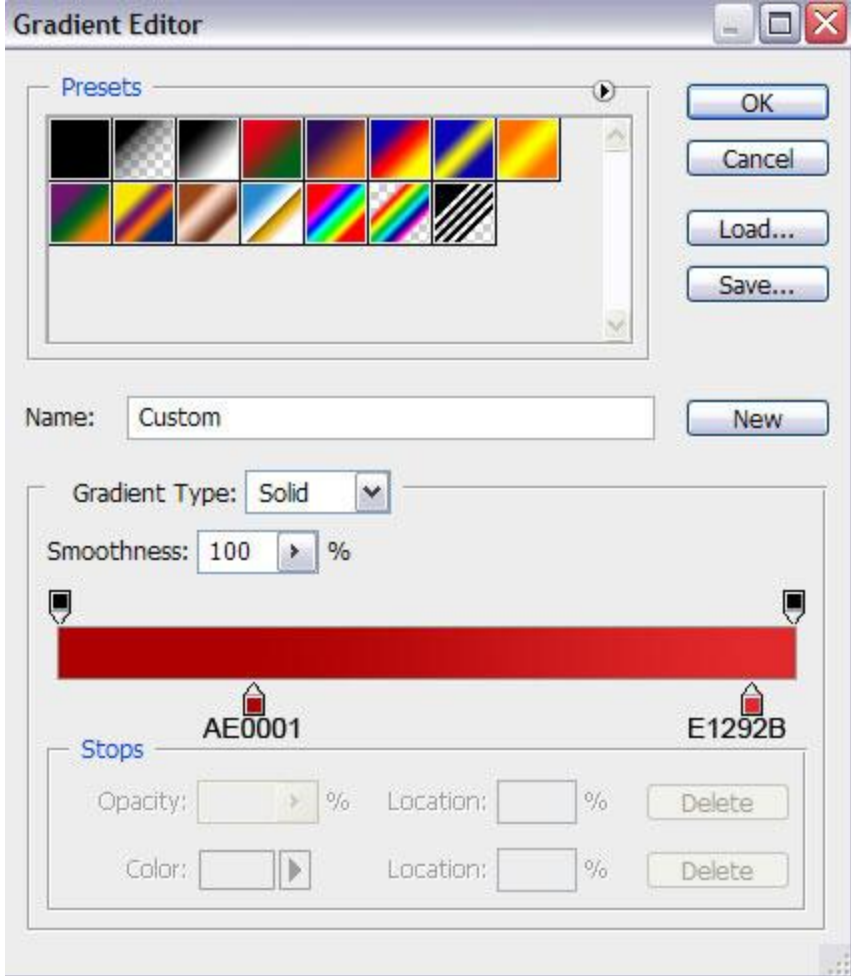 Gradient Editor
Presets
OK
Cancel
Load...
Save...
Name: Custom New
Gradient Type: Solid
Smoothness: 100 %
AE0001 E1292B
Stops
Opacity: % Location: % Delete
Color: Location: % Delete